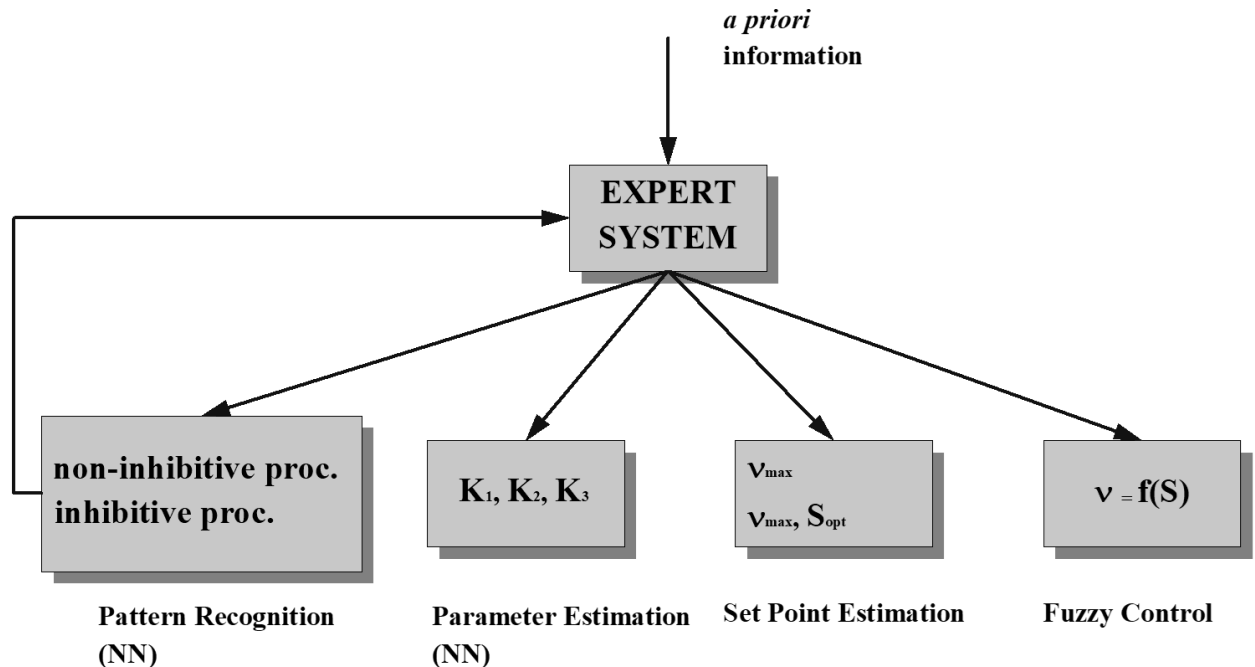 a priori
information
EXPERT
SYSTEM
non-inhibitive proc.
inhibitive proc.
K₁, K₂, K₃
νmax
νmax, Sopt
ν = f(S)
Pattern Recognition
(NN)
Parameter Estimation
(NN)
Set Point Estimation
Fuzzy Control